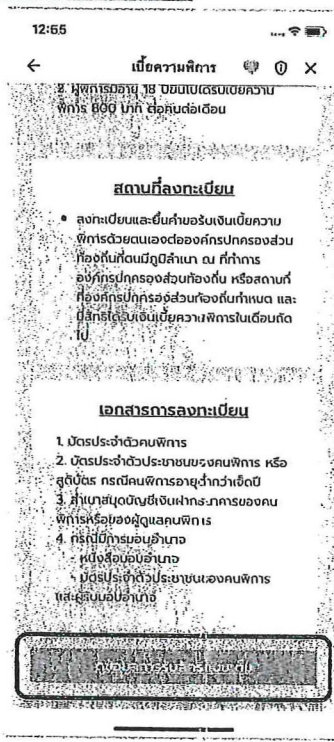 12:55
เบี้ยความพิการ
2. ผู้พิการมีอายุ 18 ปีขึ้นไปได้รับเบี้ยความ
พิการ 800 บาท ต่อคนต่อเดือน
สถานที่ลงทะเบียน
• ลงทะเบียนและยื่นคำขอรับเงินเบี้ยความ
พิการด้วยตนเองต่อองค์กรปกครองส่วน
ท้องถิ่นที่ตนมีภูมิลำเนา ณ ที่ทำการ
องค์กรปกครองส่วนท้องถิ่น หรือสถานที่
ที่องค์กรปกครองส่วนท้องถิ่นกำหนด และ
มีสิทธิได้รับเงินเบี้ยความพิการในเดือนถัด
ไป
เอกสารการลงทะเบียน
1. บัตรประจำตัวคนพิการ
2. บัตรประจำตัวประชาชนของคนพิการ หรือ
สูติบัตร กรณีคนพิการอายุต่ำกว่าเจ็ดปี
3. สำเนาสมุดบัญชีเงินฝากธนาคารของคน
พิการหรือของผู้ดูแลคนพิการ
4. กรณีมีการมอบอำนาจ
- หนังสือมอบอำนาจ
- บัตรประจำตัวประชาชนของคนพิการ
และผู้รับมอบอำนาจ